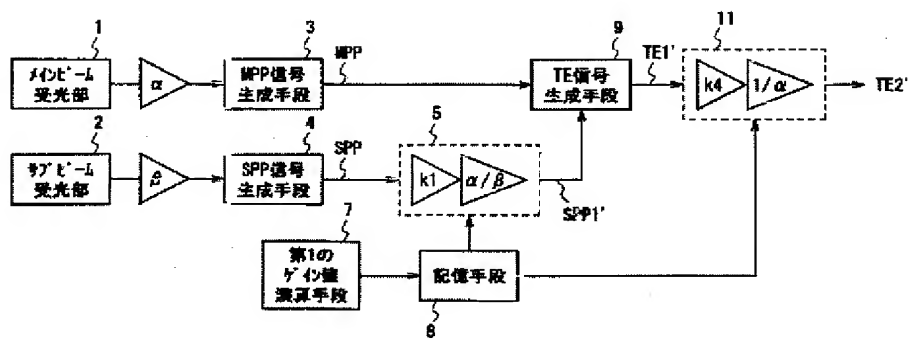 1
メインビーム
受光部
α
3
MPP信号
生成手段
MPP
9
TE信号
生成手段
TE1'
11
k4
1/α
TE2'
2
サブビーム
受光部
β
4
SPP信号
生成手段
SPP
5
k1
α/β
SPP1'
7
第1の
ゲイン値
演算手段
記憶手段
8